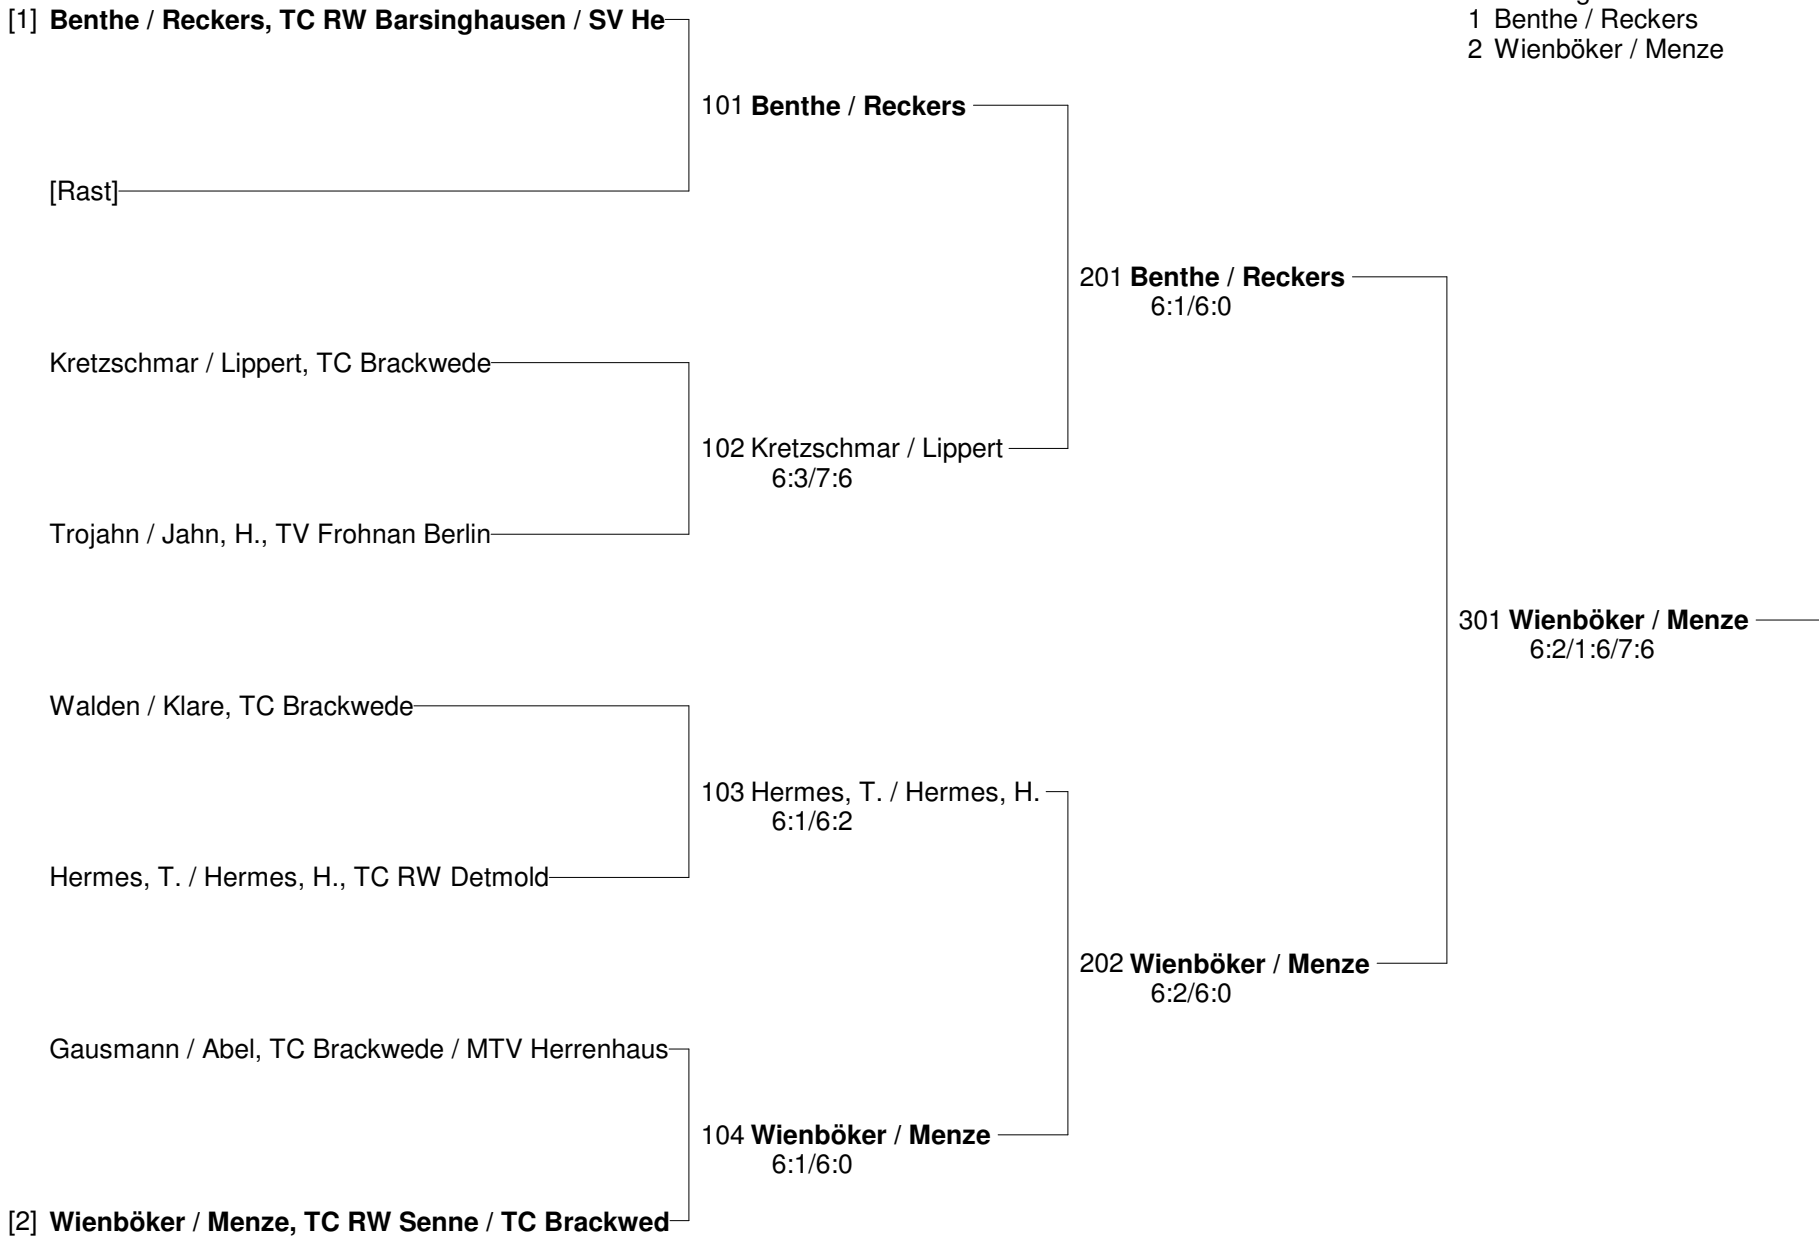 [1] Benthe / Reckers, TC RW Barsinghausen / SV He
1 Benthe / Reckers
2 Wienböker / Menze
101 Benthe / Reckers
[Rast]
201 Benthe / Reckers
6:1/6:0
Kretzschmar / Lippert, TC Brackwede
102 Kretzschmar / Lippert
6:3/7:6
Trojahn / Jahn, H., TV Frohnan Berlin
301 Wienböker / Menze
6:2/1:6/7:6
Walden / Klare, TC Brackwede
103 Hermes, T. / Hermes, H.
6:1/6:2
Hermes, T. / Hermes, H., TC RW Detmold
202 Wienböker / Menze
6:2/6:0
Gausmann / Abel, TC Brackwede / MTV Herrenhaus
104 Wienböker / Menze
6:1/6:0
[2] Wienböker / Menze, TC RW Senne / TC Brackwed